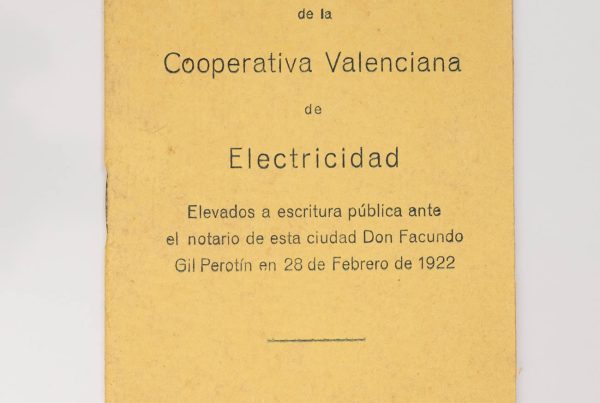 de la
Cooperativa Valenciana
de
Electricidad
Elevados a escritura pública ante
el notario de esta ciudad Don Facundo
Gil Perotín en 28 de Febrero de 1922